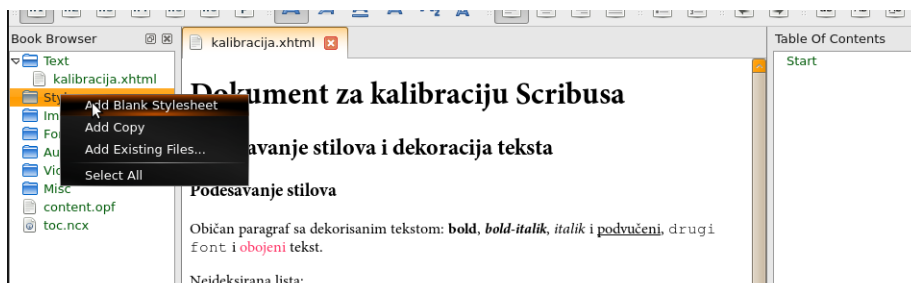 Book Browser
kalibracija.xhtml
Table Of Contents
Text
kalibracija.xhtml
Start
Add Blank Stylesheet
Add Copy
Add Existing Files...
Select All
Misc
content.opf
toc.ncx
Dokument za kalibraciju Scribusa
stilova i dekoracija teksta
Podešavanje stilova
Običan paragraf sa dekorisanim tekstom: bold, bold-italik, italik i podvučeni, drugi
font i obojeni tekst.
Neideksirana lista: